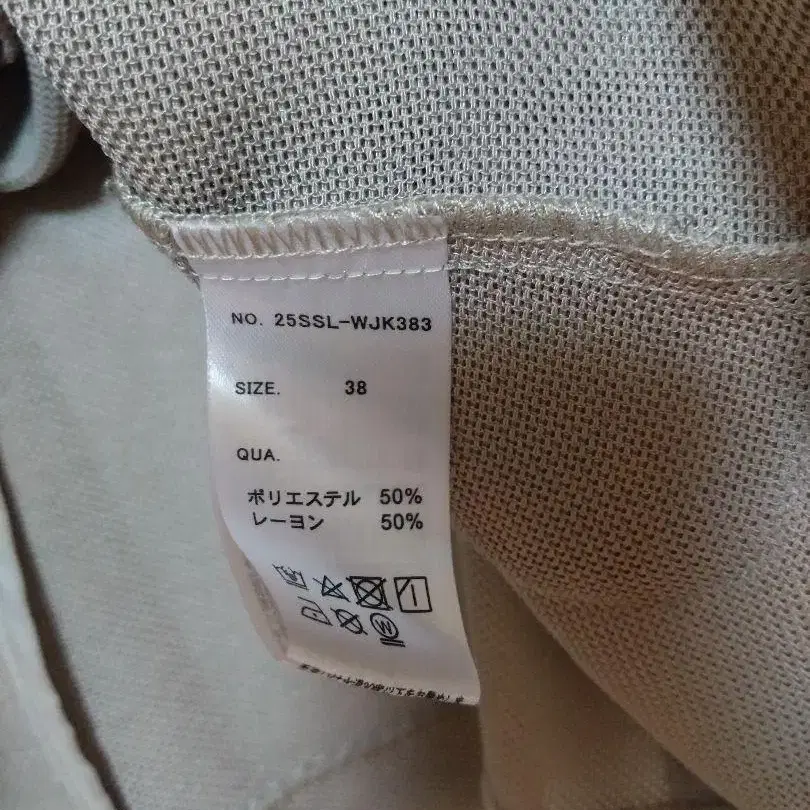 NO. 25SSL-WJK383
SIZE. 38
QUA.
ポリエステル 50%
レーヨン 50%
W